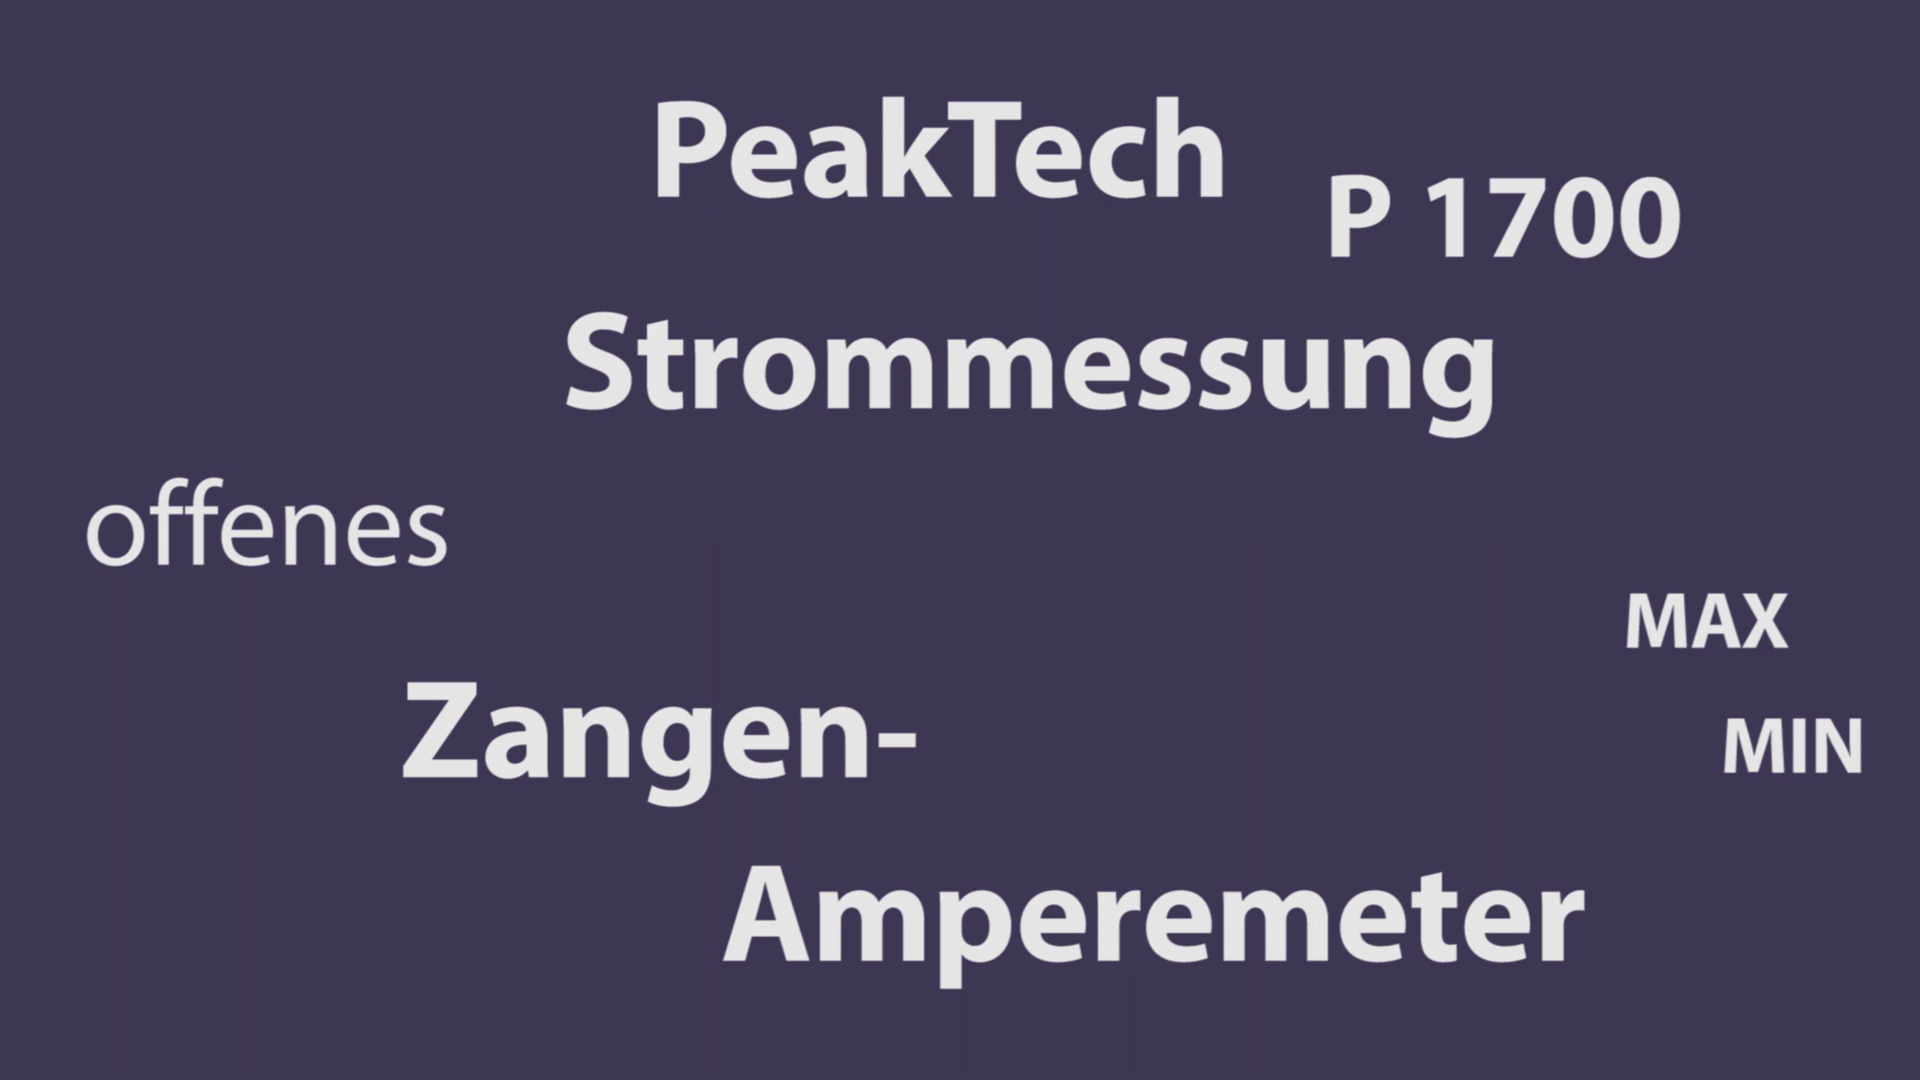 PeakTech
P 1700
Strommessung
offenes
MAX
Zangen-
MIN
Amperemeter